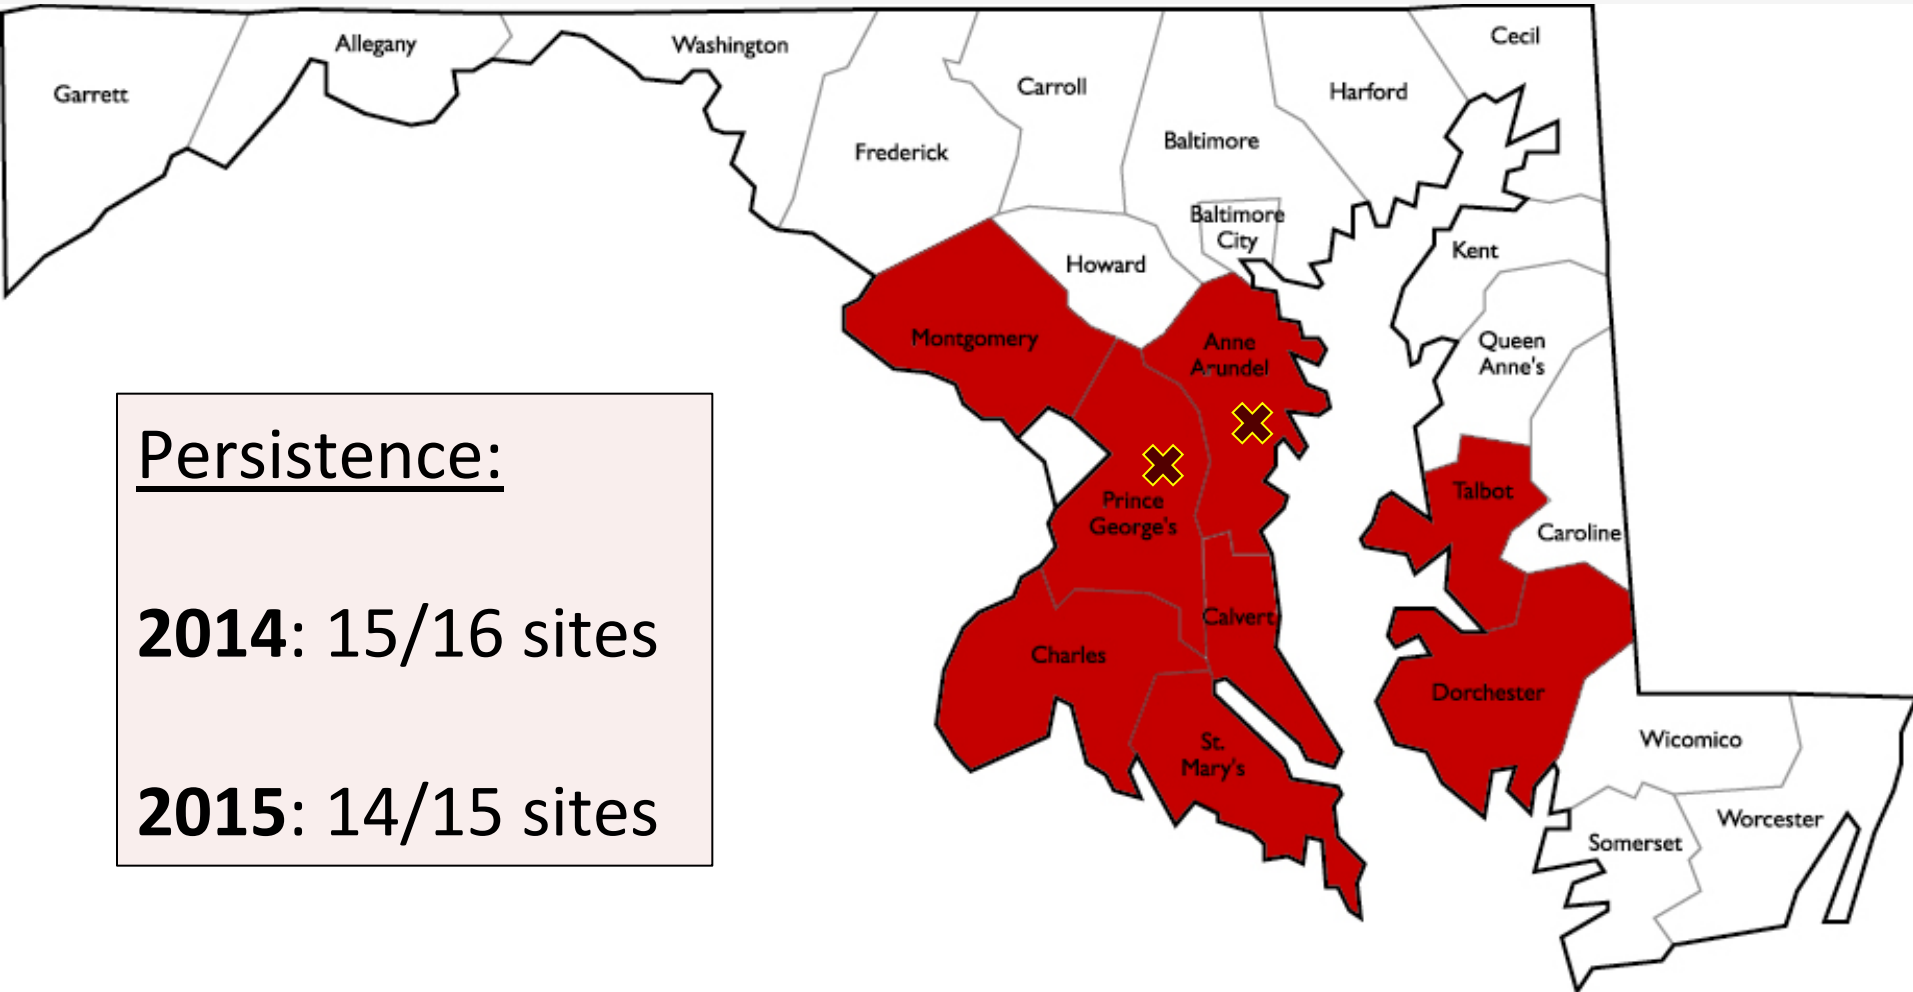 Garrett
Allegany
Washington
Frederick
Carroll
Baltimore
Harford
Cecil
Baltimore
City
Howard
Kent
Montgomery
Anne
Arundel
Queen
Anne's
Prince
George's
Talbot
Caroline
Calvert
Charles
Dorchester
St.
Mary's
Wicomico
Worcester
Somerset
Persistence:
2014: 15/16 sites
2015: 14/15 sites